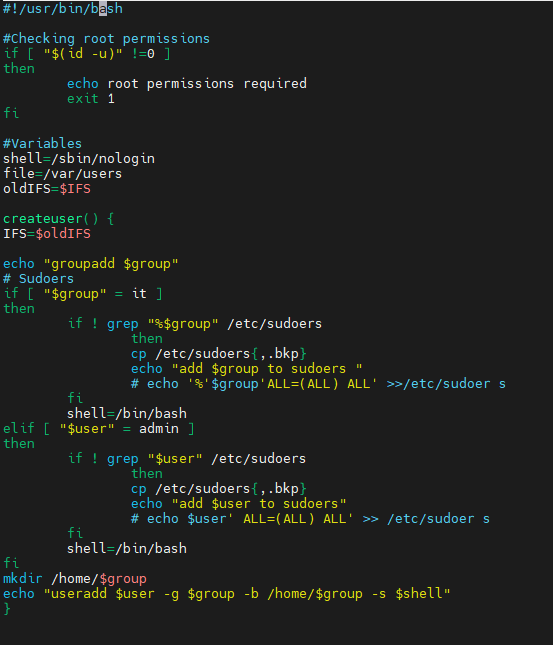 #!/usr/bin/bash
#Checking root permissions
if [ "$(id -u)" !=0 ]
then
echo root permissions required
exit 1
fi
#Variables
shell=/sbin/nologin
file=/var/users
oldIFS=$IFS
createuser() {
IFS=$oldIFS
echo "groupadd $group"
# Sudoers
if [ "$group" = it ]
then
if ! grep "%$group" /etc/sudoers
then
cp /etc/sudoers{,.bkp}
echo "add $group to sudoers "
# echo '%'$group'ALL=(ALL) ALL' >>/etc/sudoer s
fi
shell=/bin/bash
elif [ "$user" = admin ]
then
if ! grep "$user" /etc/sudoers
then
cp /etc/sudoers{,.bkp}
echo "add $user to sudoers"
# echo $user' ALL=(ALL) ALL' >> /etc/sudoer s
fi
shell=/bin/bash
fi
mkdir /home/$group
echo "useradd $user -g $group -b /home/$group -s $shell"
}